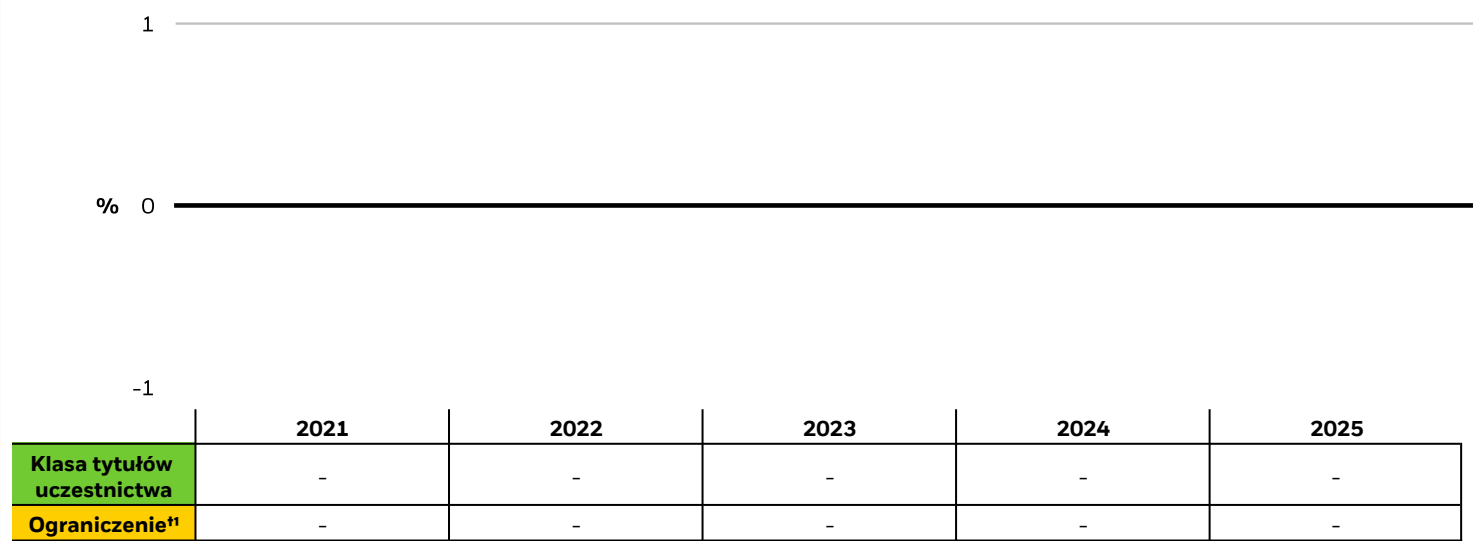 1
% 0
-1
2021 2022 2023 2024 2025
Klasa tytułów
uczestnictwa - - - - -
Ograniczenie†¹ - - - - -